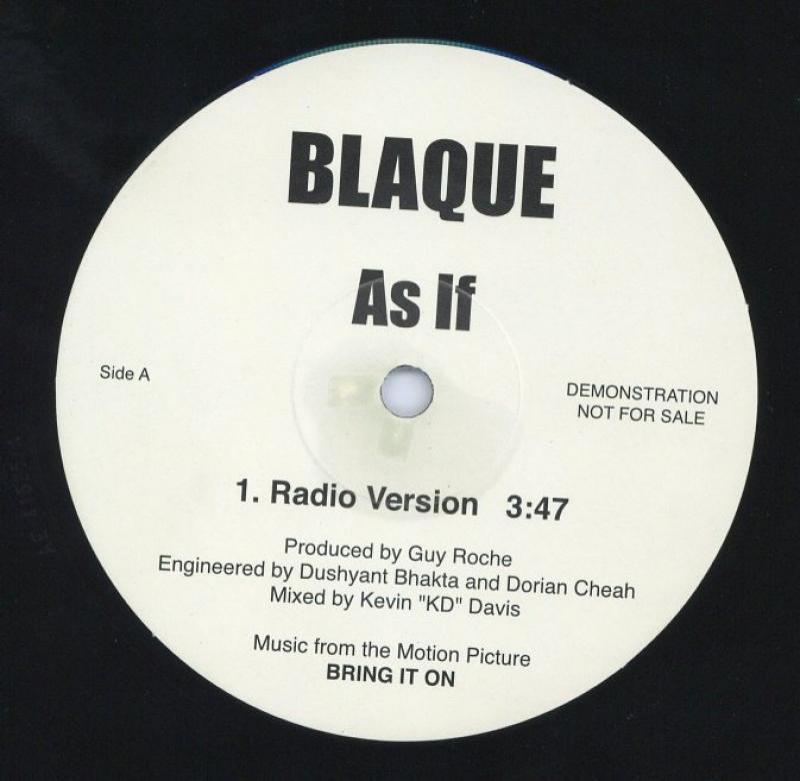 BLAQUE
As If
Side A
DEMONSTRATION
NOT FOR SALE
1. Radio Version 3:47
Produced by Guy Roche
Engineered by Dushyant Bhakta and Dorian Cheah
Mixed by Kevin "KD" Davis
Music from the Motion Picture
BRING IT ON